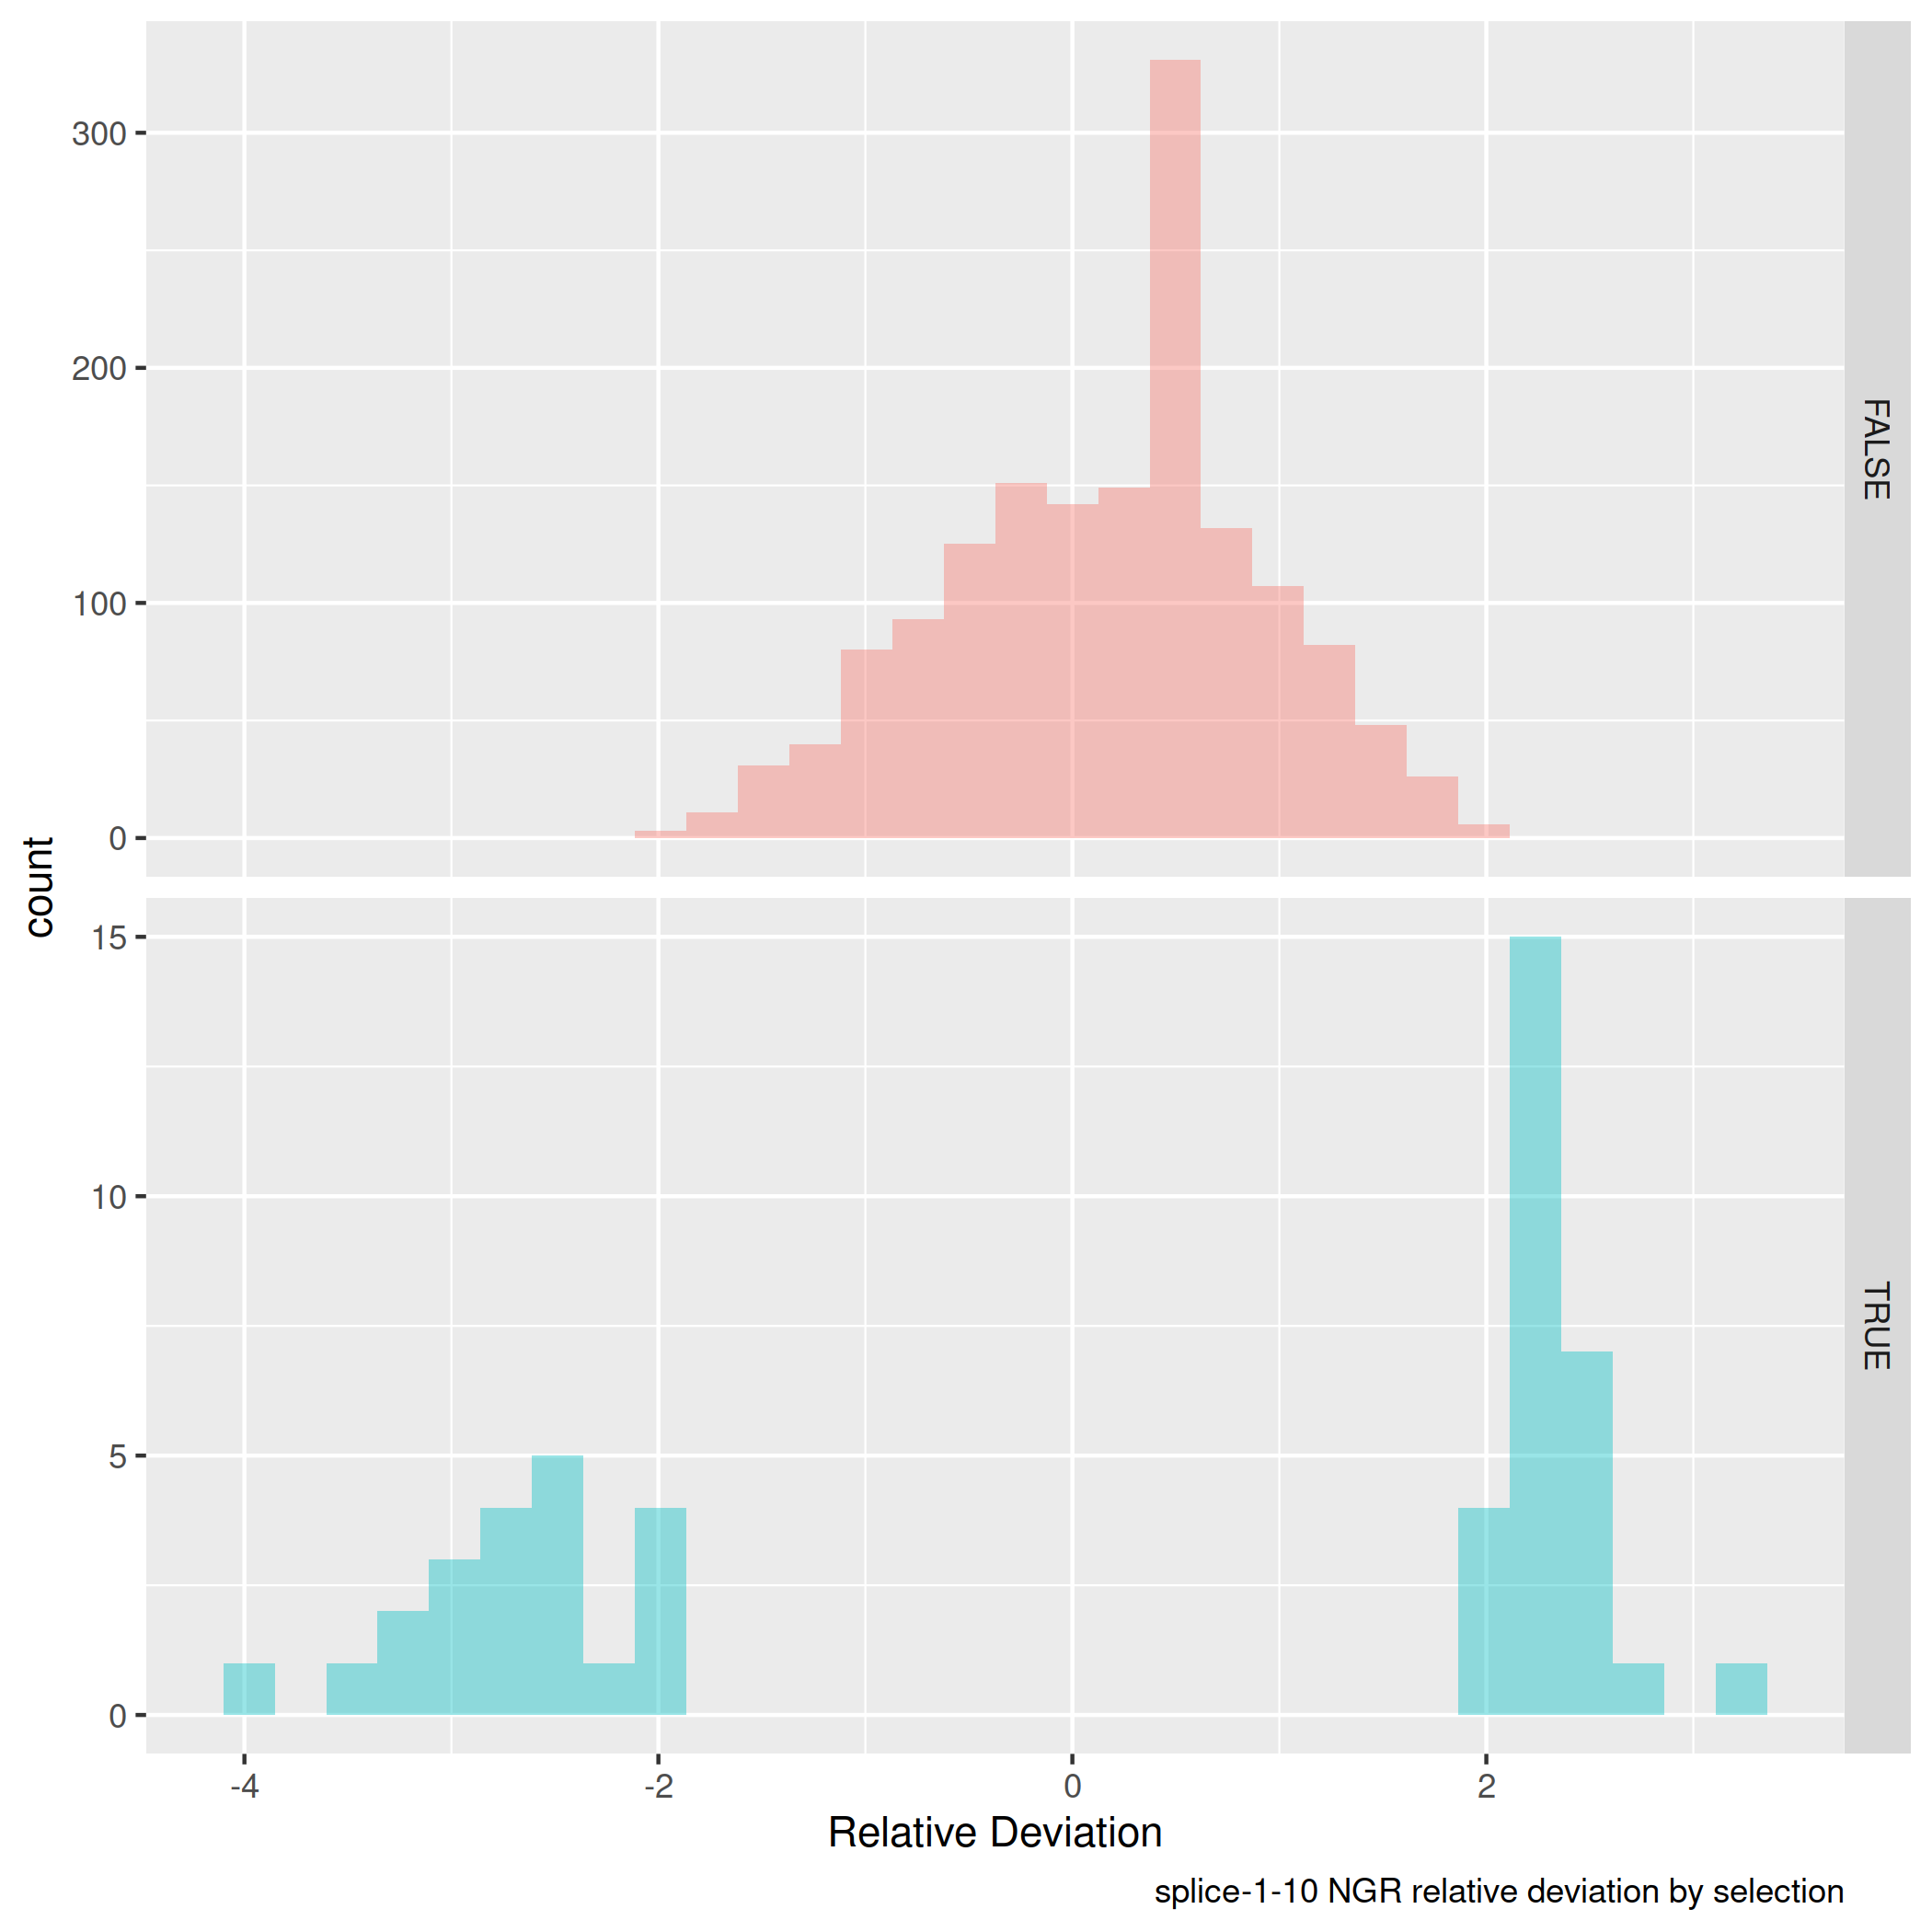 300
200
100
0
FALSE
count
15
10
5
0
TRUE
-4 -2 0 2
Relative Deviation
splice-1-10 NGR relative deviation by selection